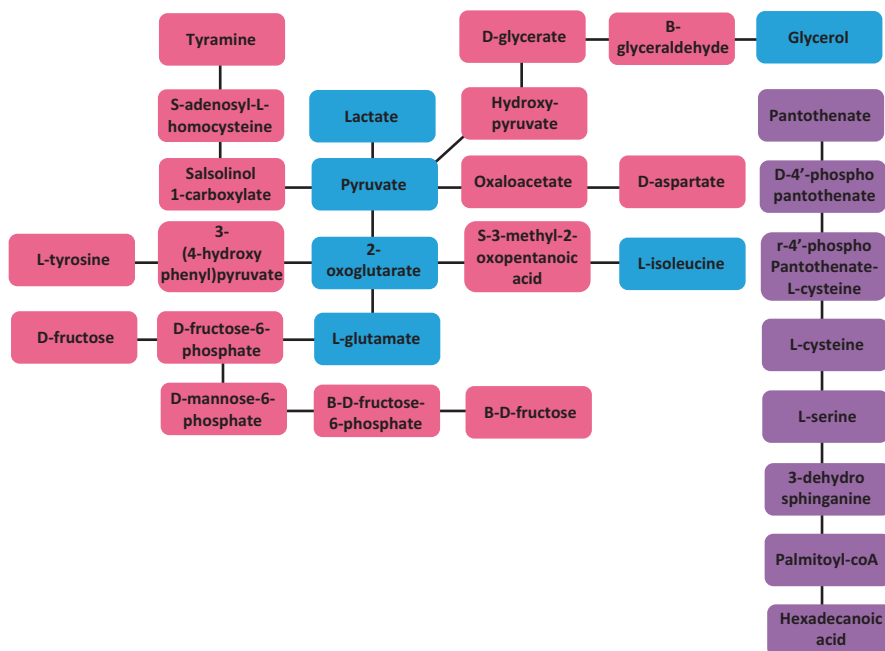 Tyramine
D-glycerate
B-
glyceraldehyde
Glycerol
S-adenosyl-L-
homocysteine
Lactate
Hydroxy-
pyruvate
Pantothenate
Salsolinol
1-carboxylate
Pyruvate
Oxaloacetate
D-aspartate
D-4'-phospho
pantothenate
L-tyrosine
3-
(4-hydroxy
phenyl)pyruvate
2-
oxoglutarate
S-3-methyl-2-
oxopentanoic
acid
L-isoleucine
r-4'-phospho
Pantothenate-
L-cysteine
D-fructose
D-fructose-6-
phosphate
L-glutamate
L-cysteine
D-mannose-6-
phosphate
B-D-fructose-
6-phosphate
B-D-fructose
L-serine
3-dehydro
sphinganine
Palmitoyl-coA
Hexadecanoic
acid